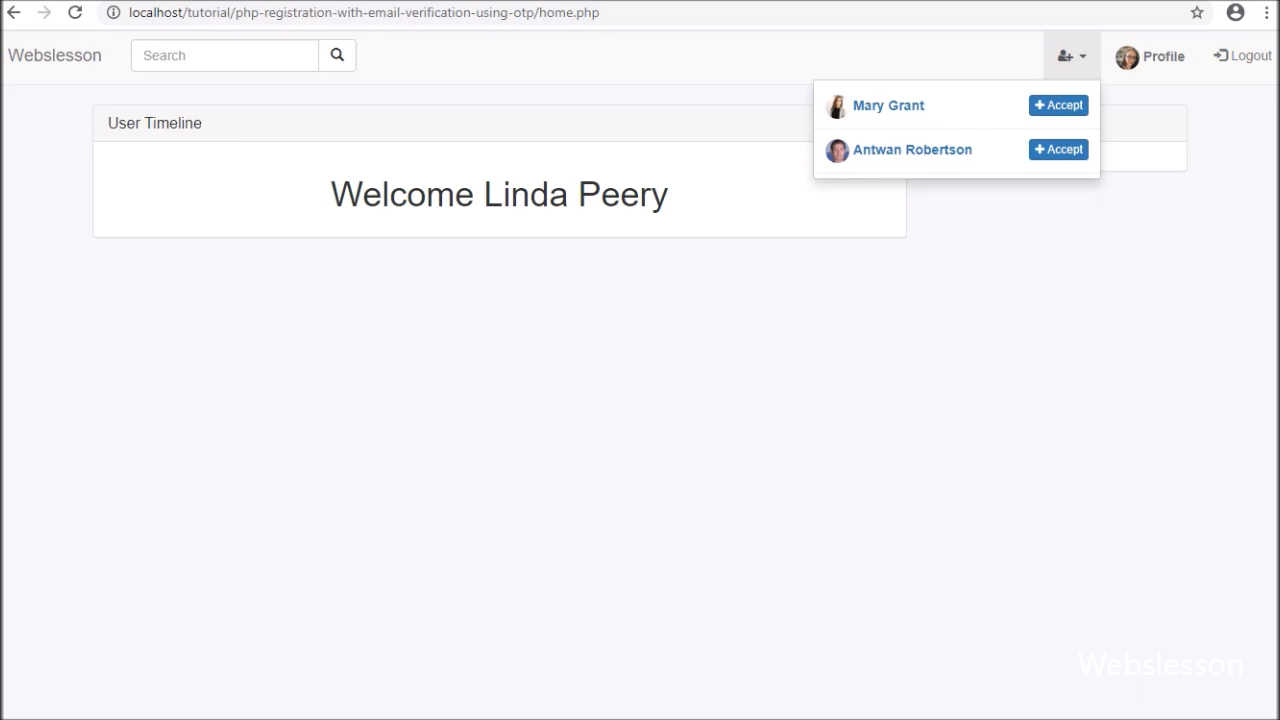 localhost/tutorial/php-registration-with-email-verification-using-otp/home.php
Webslesson
Search
Profile
Logout
Mary Grant
Accept
User Timeline
Antwan Robertson
Accept
Welcome Linda Peery
Webslesson